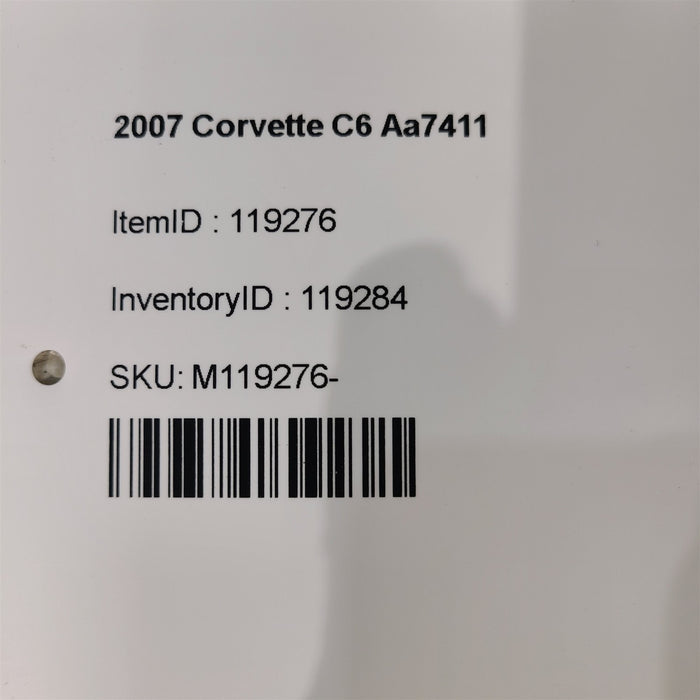 2007 Corvette C6 Aa7411
ItemID : 119276
InventoryID : 119284
SKU: M119276-